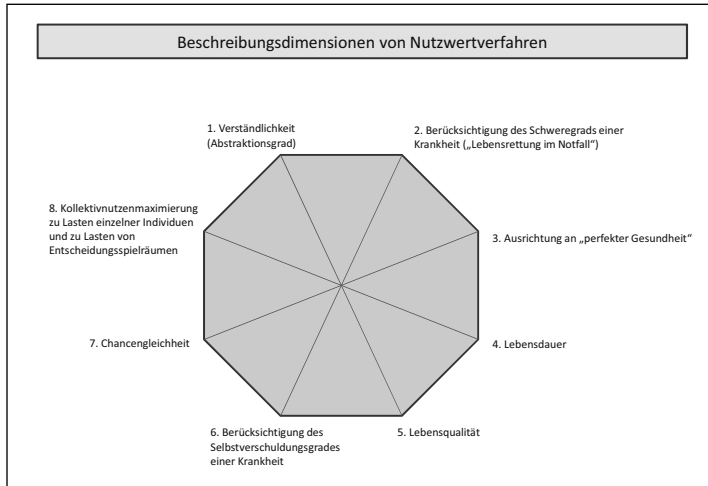 Beschreibungsdimensionen von Nutzwertverfahren
1. Verständlichkeit
(Abstraktionsgrad)
2. Berücksichtigung des Schweregrads einer
Krankheit („Lebensrettung im Notfall“)
8. Kollektivnutzenmaximierung
zu Lasten einzelner Individuen
und zu Lasten von
Entscheidungsspielräumen
3. Ausrichtung an „perfekter Gesundheit“
7. Chancengleichheit
4. Lebensdauer
6. Berücksichtigung des
Selbstverschuldungsgrades
einer Krankheit
5. Lebensqualität